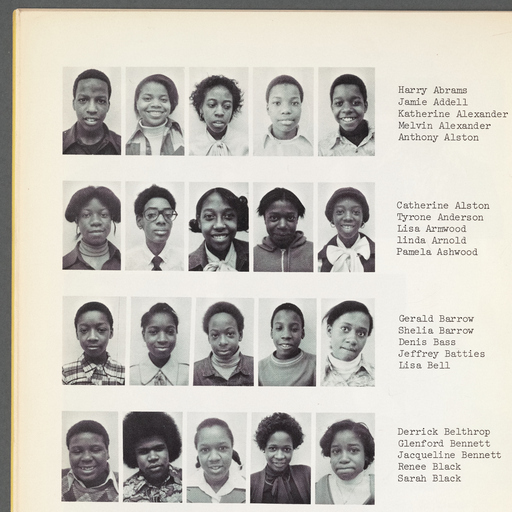 Harry Abrams
Jamie Addell
Katherine Alexander
Melvin Alexander
Anthony Alston
Catherine Alston
Tyrone Anderson
Lisa Armwood
linda Arnold
Pamela Ashwood
Gerald Barrow
Shelia Barrow
Denis Bass
Jeffrey Batties
Lisa Bell
Derrick Belthrop
Glenford Bennett
Jacqueline Bennett
Renee Black
Sarah Black